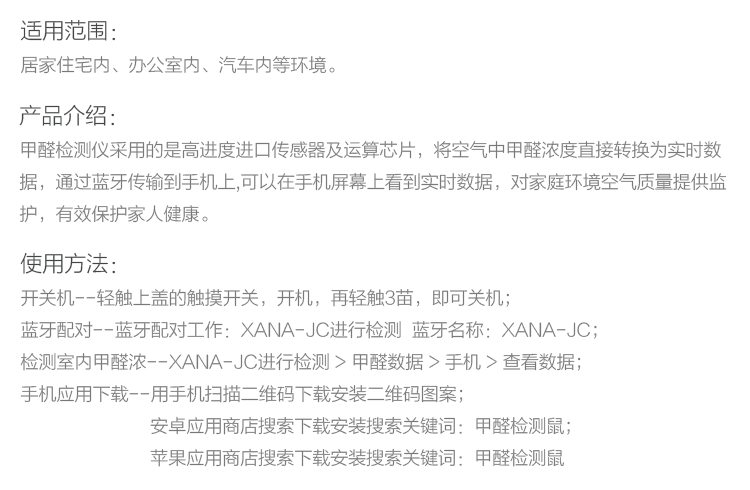 适用范围：
居家住宅内、办公室内、汽车内等环境。
产品介绍：
甲醛检测仪采用的是高进度进口传感器及运算芯片，将空气中甲醛浓度直接转换为实时数
据，通过蓝牙传输到手机上,可以在手机屏幕上看到实时数据，对家庭环境空气质量提供监
护，有效保护家人健康。
使用方法：
开关机--轻触上盖的触摸开关，开机，再轻触3苗，即可关机；
蓝牙配对--蓝牙配对工作：XANA-JC进行检测 蓝牙名称：XANA-JC；
检测室内甲醛浓--XANA-JC进行检测 > 甲醛数据 > 手机 > 查看数据；
手机应用下载--用手机扫描二维码下载安装二维码图案；
安卓应用商店搜索下载安装搜索关键词：甲醛检测鼠；
苹果应用商店搜索下载安装搜索关键词：甲醛检测鼠